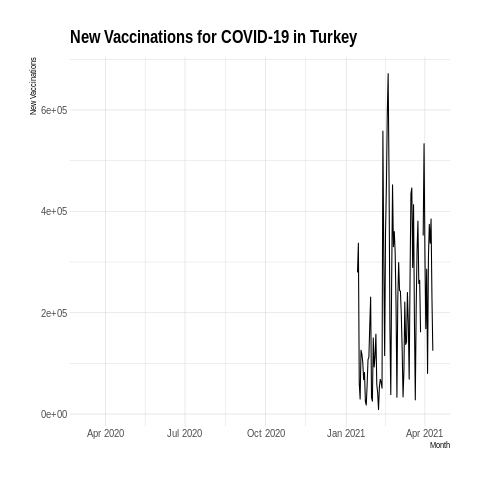 New Vaccinations for COVID-19 in Turkey
New Vaccinations
6e+05
4e+05
2e+05
0e+00
Apr 2020 Jul 2020 Oct 2020 Jan 2021 Apr 2021
Month